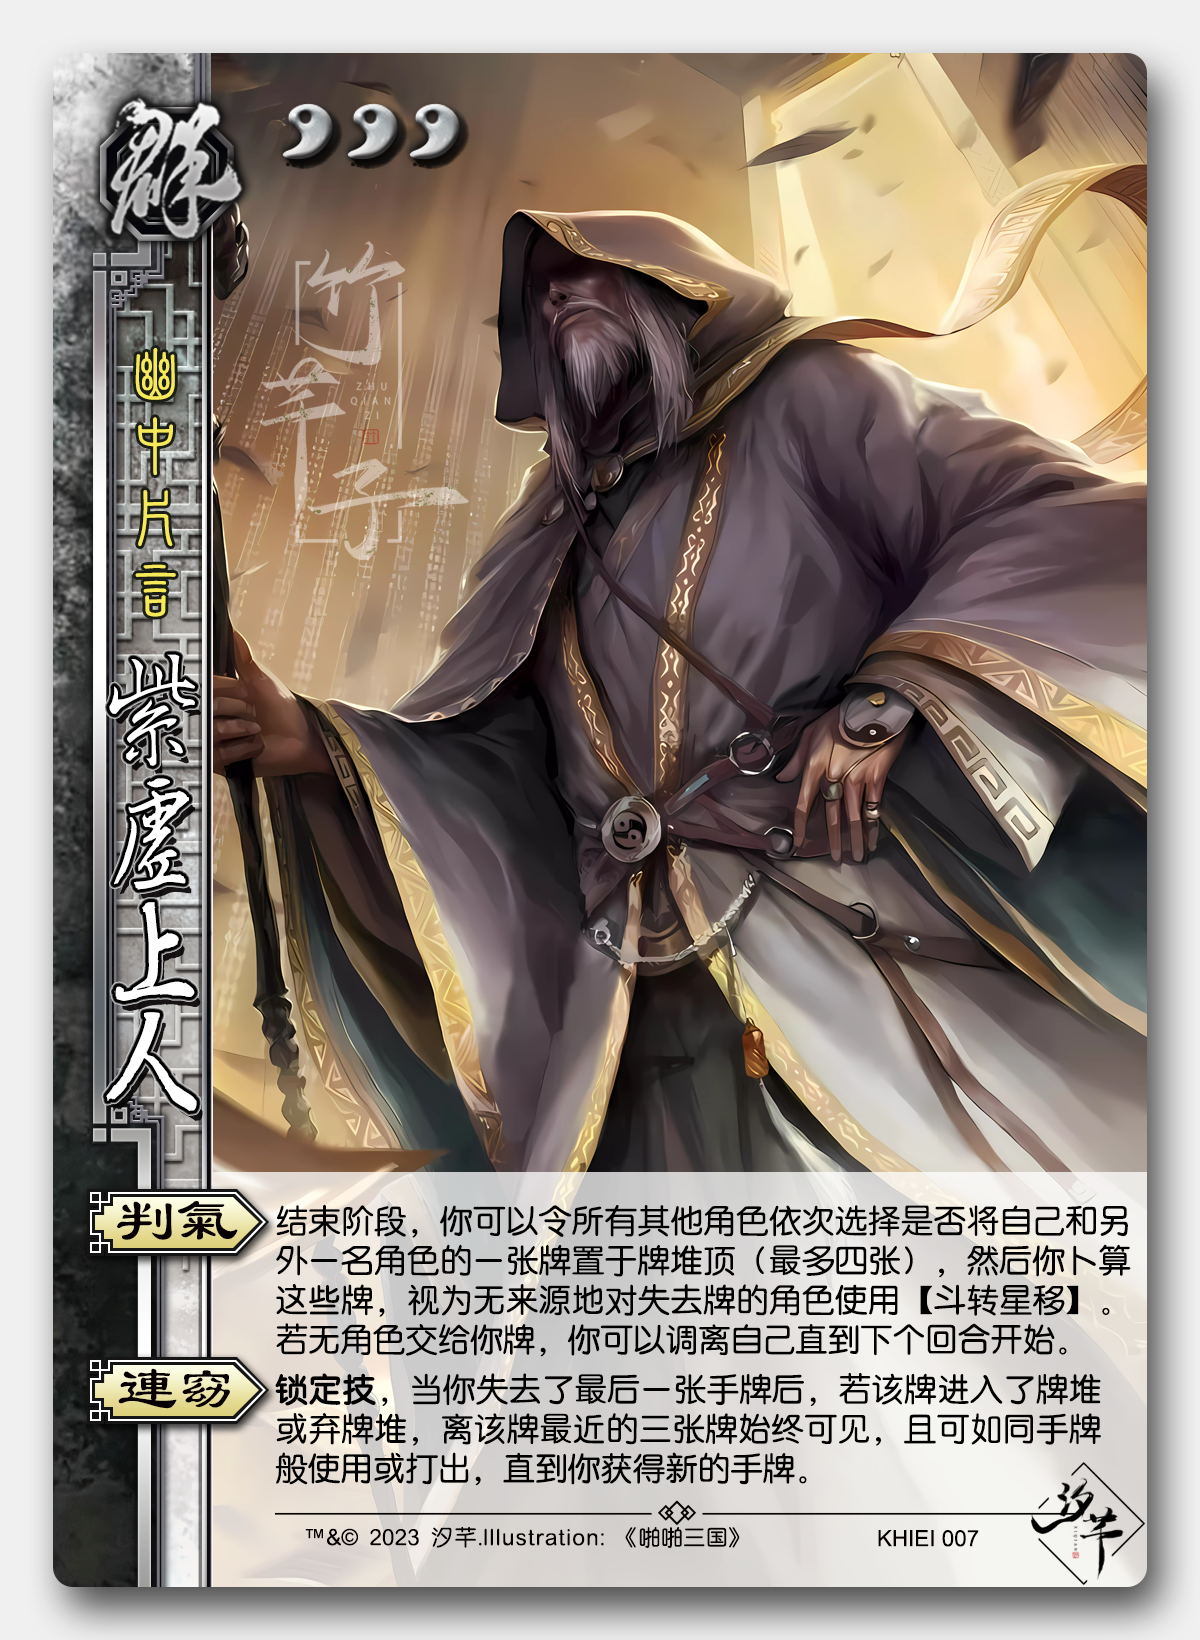 群
竹芊子
ZHU
QIAN
ZI
幽中片言
紫虚上人
判氣
结束阶段，你可以令所有其他角色依次选择是否将自己和另
外一名角色的一张牌置于牌堆顶（最多四张），然后你卜算
这些牌，视为无来源地对失去牌的角色使用【斗转星移】。
若无角色交给你牌，你可以调离自己直到下个回合开始。
連窈
锁定技，当你失去了最后一张手牌后，若该牌进入了牌堆
或弃牌堆，离该牌最近的三张牌始终可见，且可如同手牌
般使用或打出，直到你获得新的手牌。
™&© 2023 汐芊.Illustration: 《啪啪三国》
KHIEI 007
汐芊